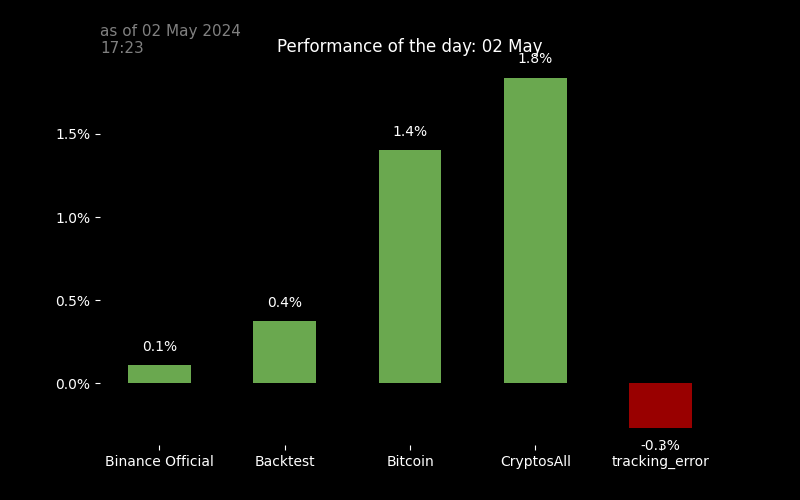 as of 02 May 2024
17:23
Performance of the day: 02 May
1.8%
1.5%
1.4%
1.0%
0.5%
0.4%
0.1%
0.0%
-0.3%
Binance Official
Backtest
Bitcoin
CryptosAll
tracking_error